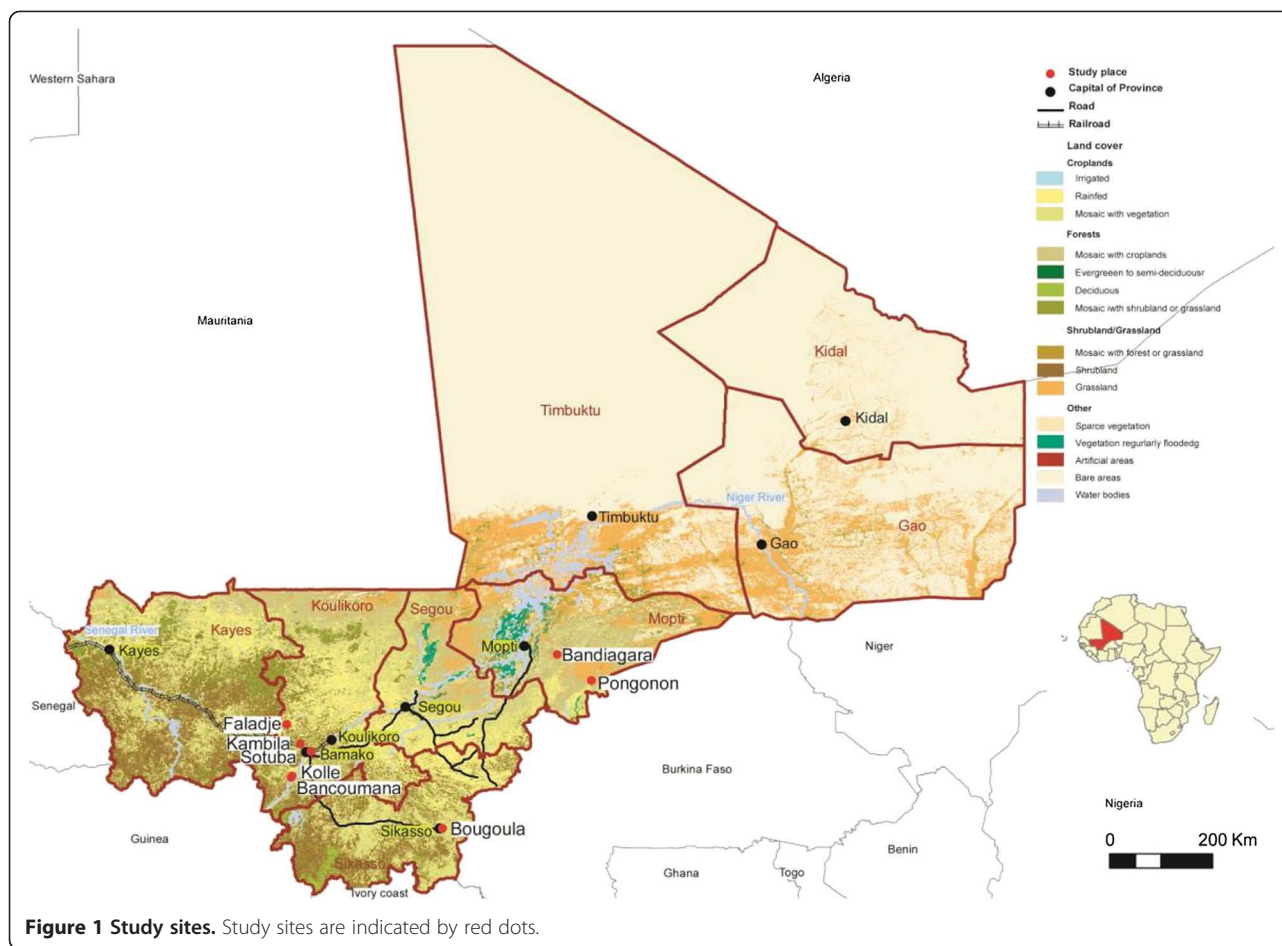 Western Sahara
Algeria
Mauritania
Study place
Capital of Province
Road
Railroad
Land cover
Croplands
Irrigated
Rainfed
Mosaic with vegetation
Forests
Mosaic with croplands
Evergreeen to semi-deciduousr
Deciduous
Mosaic iwth shrubland or grassland
Shrubland/Grassland
Mosaic with forest or grassland
Shrubland
Grassland
Other
Sparce vegetation
Vegetation regurlarly floodedg
Artificial areas
Bare areas
Water bodies
Kidal
Timbuktu
Kidal
Niger River
Timbuktu
Gao
Gao
Koulikoro
Segou
Kayes
Senegal River
Kayes
Mopti
Mopti
Bandiagara
Niger
Pongonon
Senegal
Segou
Faladje
Koulikoro
Kambila
Sotuba
Bamako
Kolle
Bancoumana
Burkina Faso
Nigeria
Guinea
Sikasso
Bougoula
Benin
0 200 Km
Sikasso
Ghana
Togo
Ivory coast
Figure 1 Study sites. Study sites are indicated by red dots.